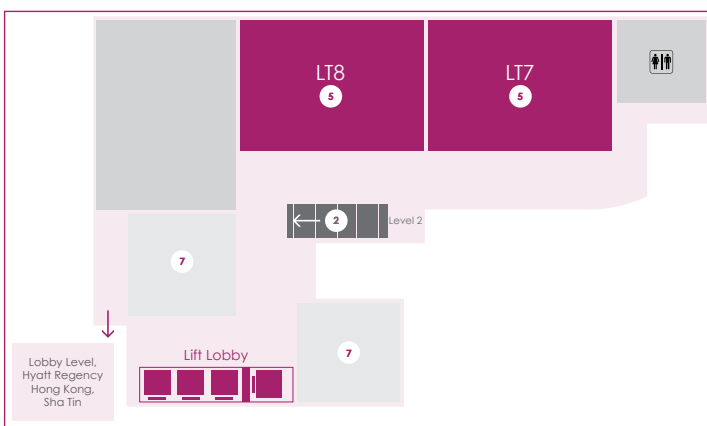 LT8
5
LT7
5
2
Level 2
7
7
Lift Lobby
Lobby Level,
Hyatt Regency
Hong Kong,
Sha Tin